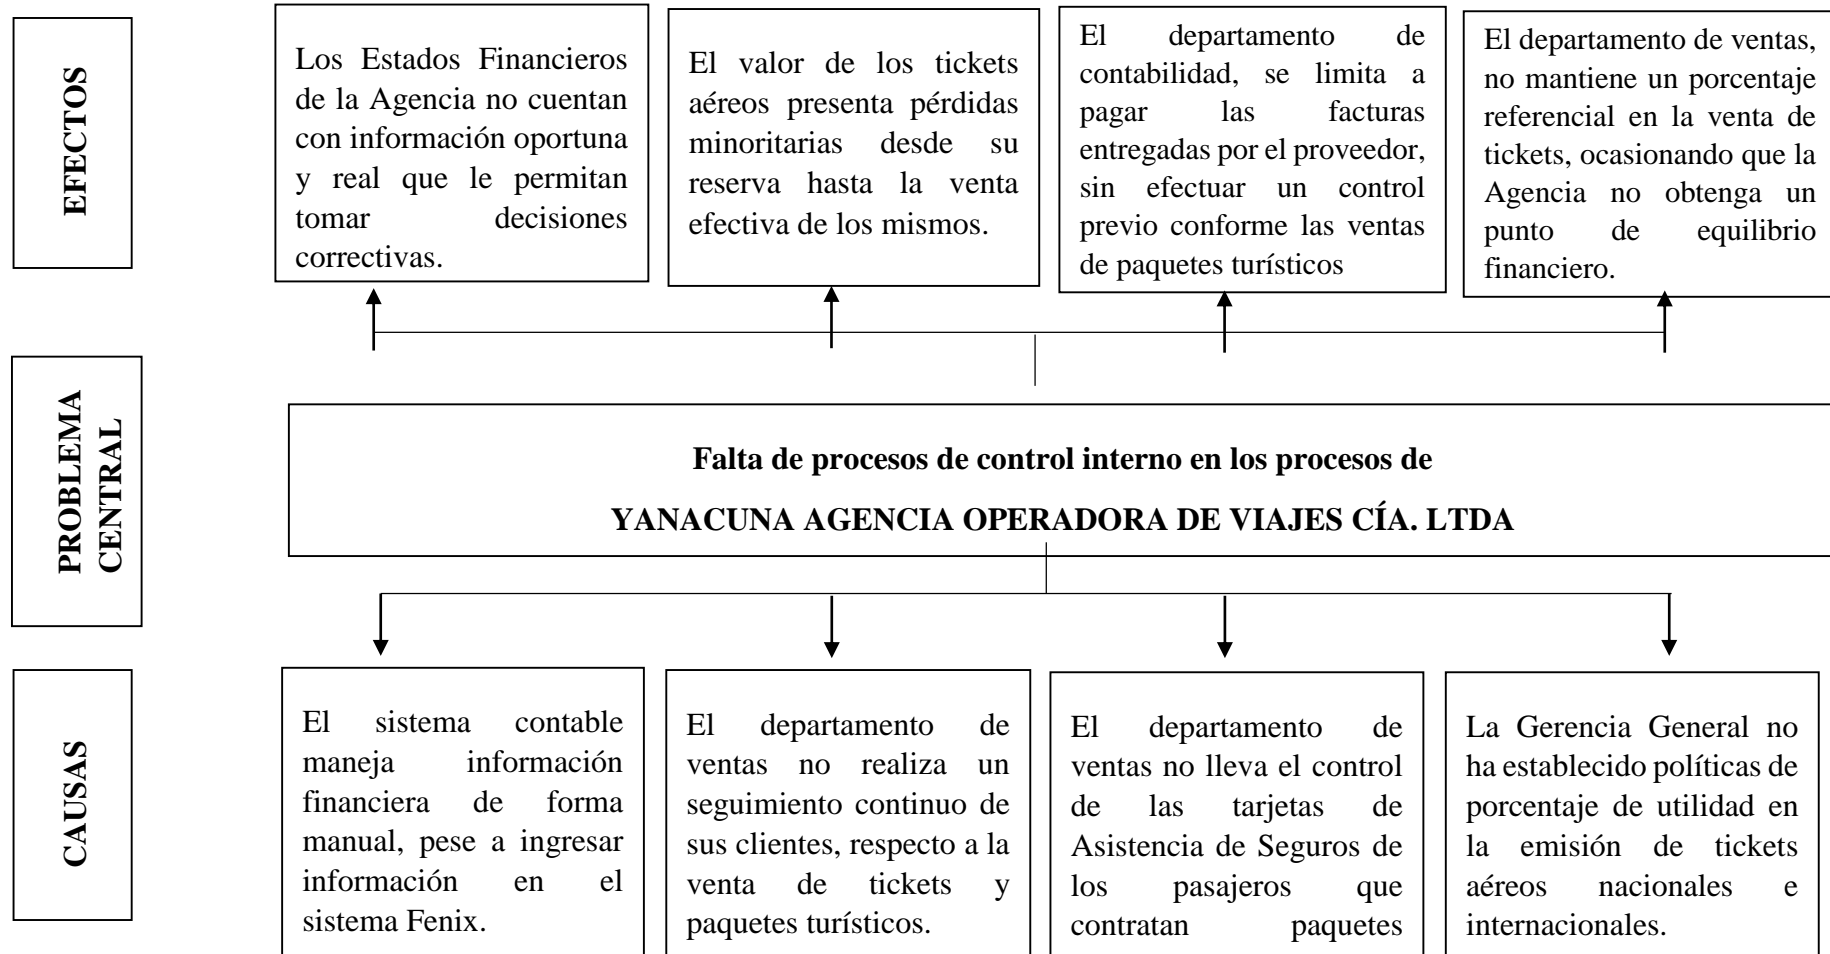 EFECTOS
Los Estados Financieros
de la Agencia no cuentan
con información oportuna
y real que le permitan
tomar decisiones
correctivas.
El valor de los tickets
aéreos presenta pérdidas
minoritarias desde su
reserva hasta la venta
efectiva de los mismos.
El departamento de
contabilidad, se limita a
pagar las facturas
entregadas por el proveedor,
sin efectuar un control
previo conforme las ventas
de paquetes turísticos
El departamento de ventas,
no mantiene un porcentaje
referencial en la venta de
tickets, ocasionando que la
Agencia no obtenga un
punto de equilibrio
financiero.
PROBLEMA
CENTRAL
Falta de procesos de control interno en los procesos de
YANACUNA AGENCIA OPERADORA DE VIAJES CÍA. LTDA
CAUSAS
El sistema contable
maneja información
financiera de forma
manual, pese a ingresar
información en el
sistema Fenix.
El departamento de
ventas no realiza un
seguimiento continuo de
sus clientes, respecto a la
venta de tickets y
paquetes turísticos.
El departamento de
ventas no lleva el control
de las tarjetas de
Asistencia de Seguros de
los pasajeros que
contratan paquetes
La Gerencia General no
ha establecido políticas de
porcentaje de utilidad en
la emisión de tickets
aéreos nacionales e
internacionales.